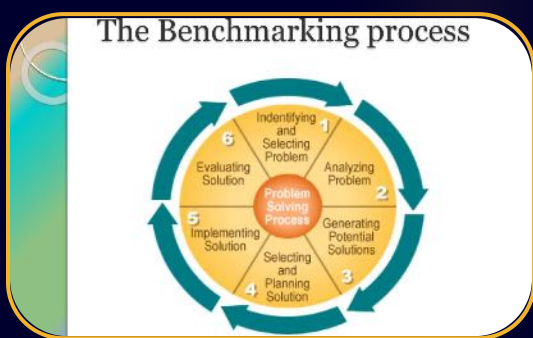 The Benchmarking process
1
Indentifying
and
Selecting
Problem
Analyzing
Problem
2
Generating
Potential
Solutions
3
Selecting
and
Planning
Solution
4
5
Implementing
Solution
6
Evaluating
Solution
Problem
Solving
Process